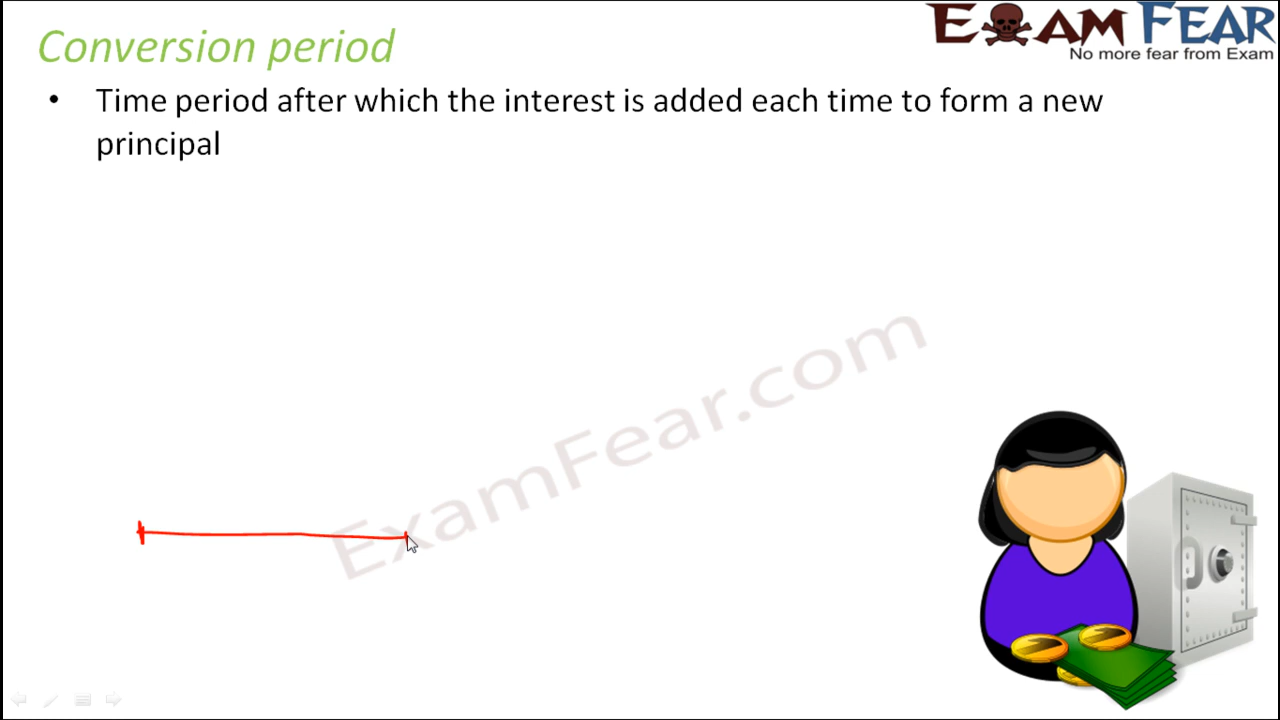 Conversion period
EXAM FEAR
No more fear from Exam
• Time period after which the interest is added each time to form a new
principal
ExamFear.com